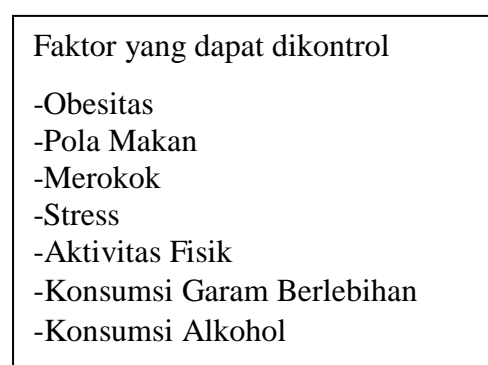 Faktor yang dapat dikontrol
-Obesitas
-Pola Makan
-Merokok
-Stress
-Aktivitas Fisik
-Konsumsi Garam Berlebihan
-Konsumsi Alkohol